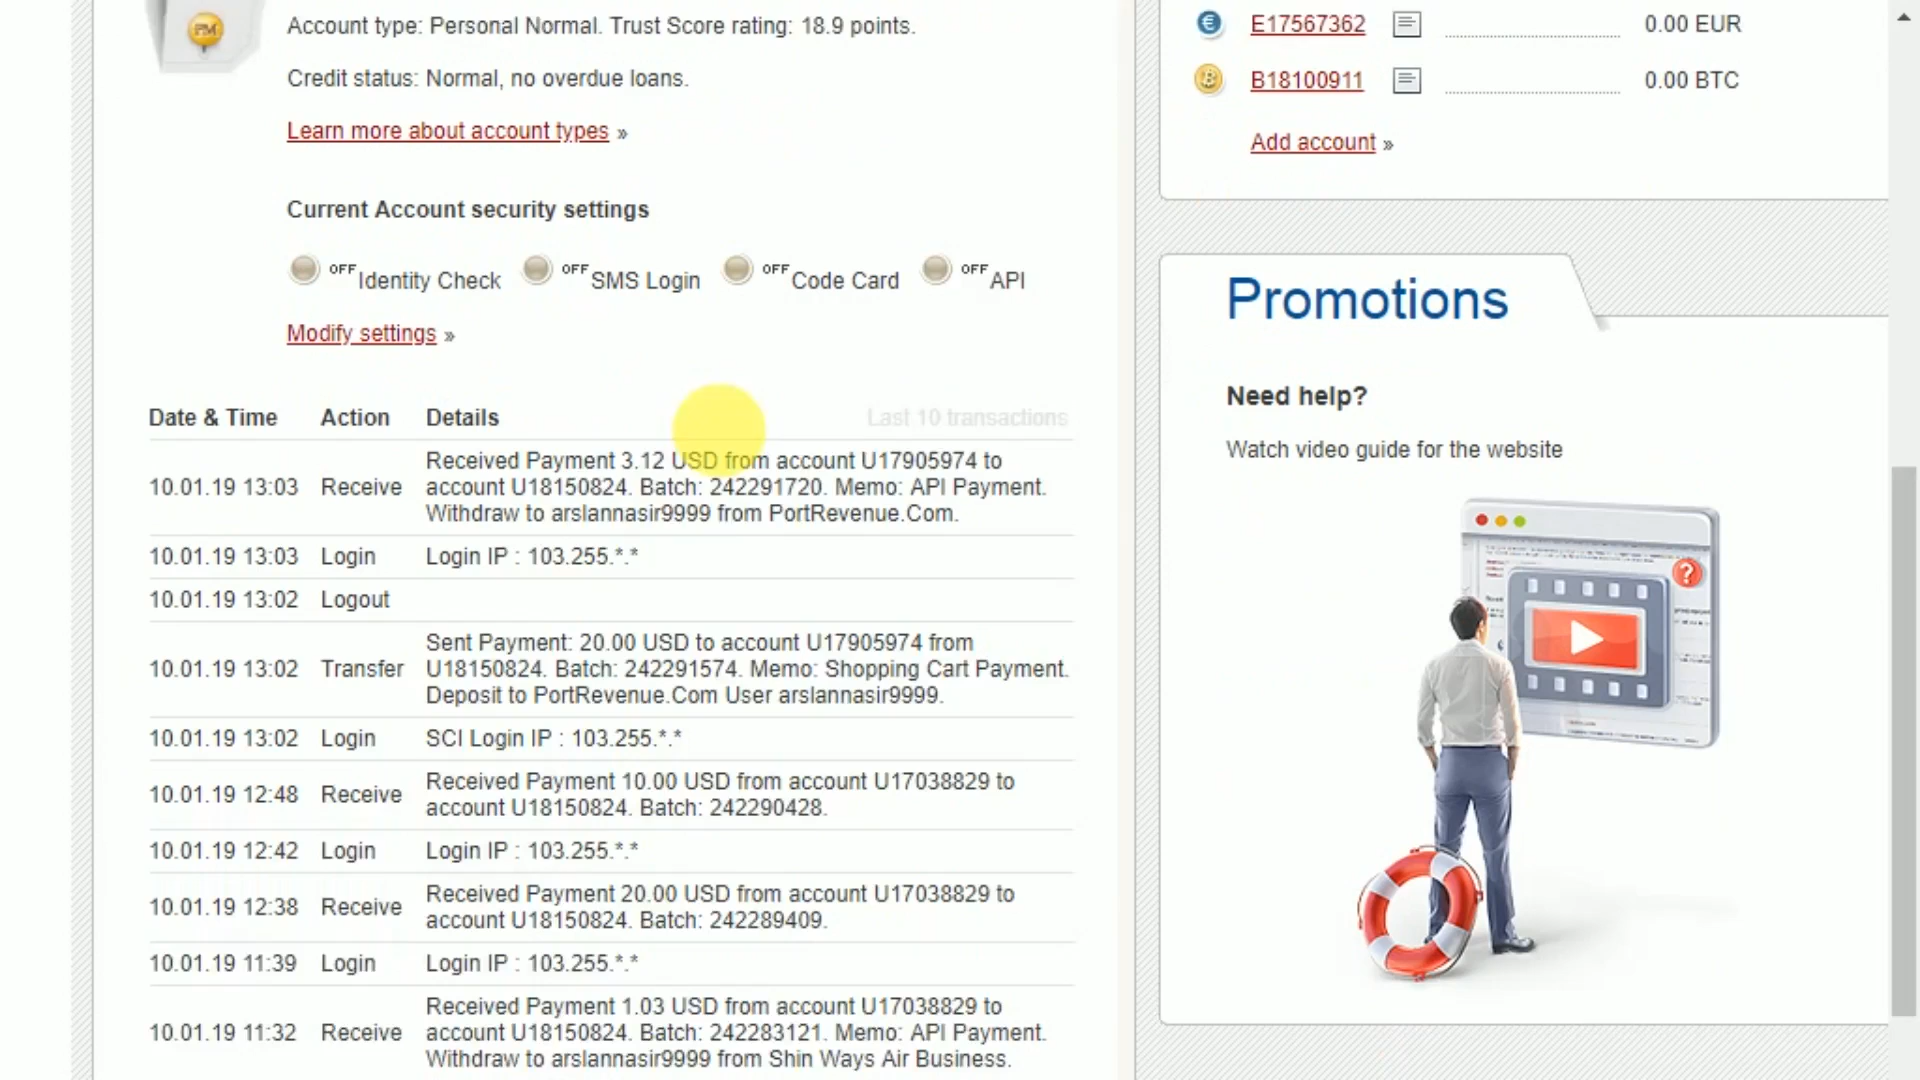 PM
Account type: Personal Normal. Trust Score rating: 18.9 points.
Credit status: Normal, no overdue loans.
Learn more about account types »
Current Account security settings
OFF Identity Check OFF SMS Login OFF Code Card OFF API
Modify settings »
Date & Time Action Details Last 10 transactions
10.01.19 13:03 Receive Received Payment 3.12 USD from account U17905974 to
account U18150824. Batch: 242291720. Memo: API Payment.
Withdraw to arslannasir9999 from PortRevenue.Com.
10.01.19 13:03 Login Login IP : 103.255.*.*
10.01.19 13:02 Logout
10.01.19 13:02 Transfer Sent Payment: 20.00 USD to account U17905974 from
U18150824. Batch: 242291574. Memo: Shopping Cart Payment.
Deposit to PortRevenue.Com User arslannasir9999.
10.01.19 13:02 Login SCI Login IP : 103.255.*.*
10.01.19 12:48 Receive Received Payment 10.00 USD from account U17038829 to
account U18150824. Batch: 242290428.
10.01.19 12:42 Login Login IP : 103.255.*.*
10.01.19 12:38 Receive Received Payment 20.00 USD from account U17038829 to
account U18150824. Batch: 242289409.
10.01.19 11:39 Login Login IP : 103.255.*.*
10.01.19 11:32 Receive Received Payment 1.03 USD from account U17038829 to
account U18150824. Batch: 242283121. Memo: API Payment.
Withdraw to arslannasir9999 from Shin Ways Air Business.
€ E17567362 0.00 EUR
B18100911 0.00 BTC
Add account »
Promotions
Need help?
Watch video guide for the website
?